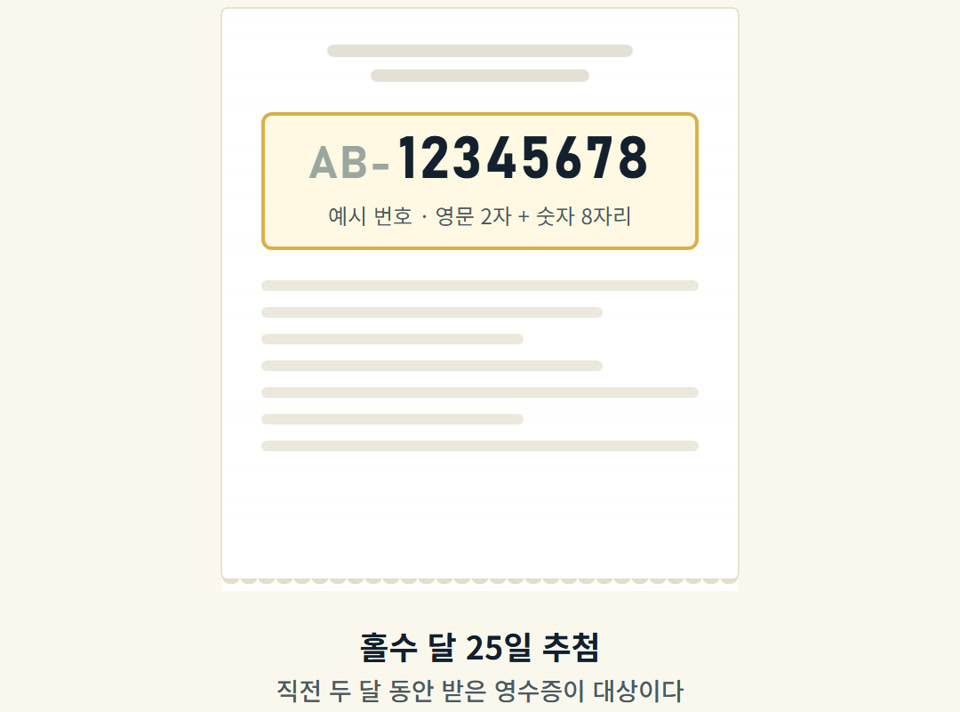 AB-12345678
예시 번호 · 영문 2자 + 숫자 8자리
홀수 달 25일 추첨
직전 두 달 동안 받은 영수증이 대상이다